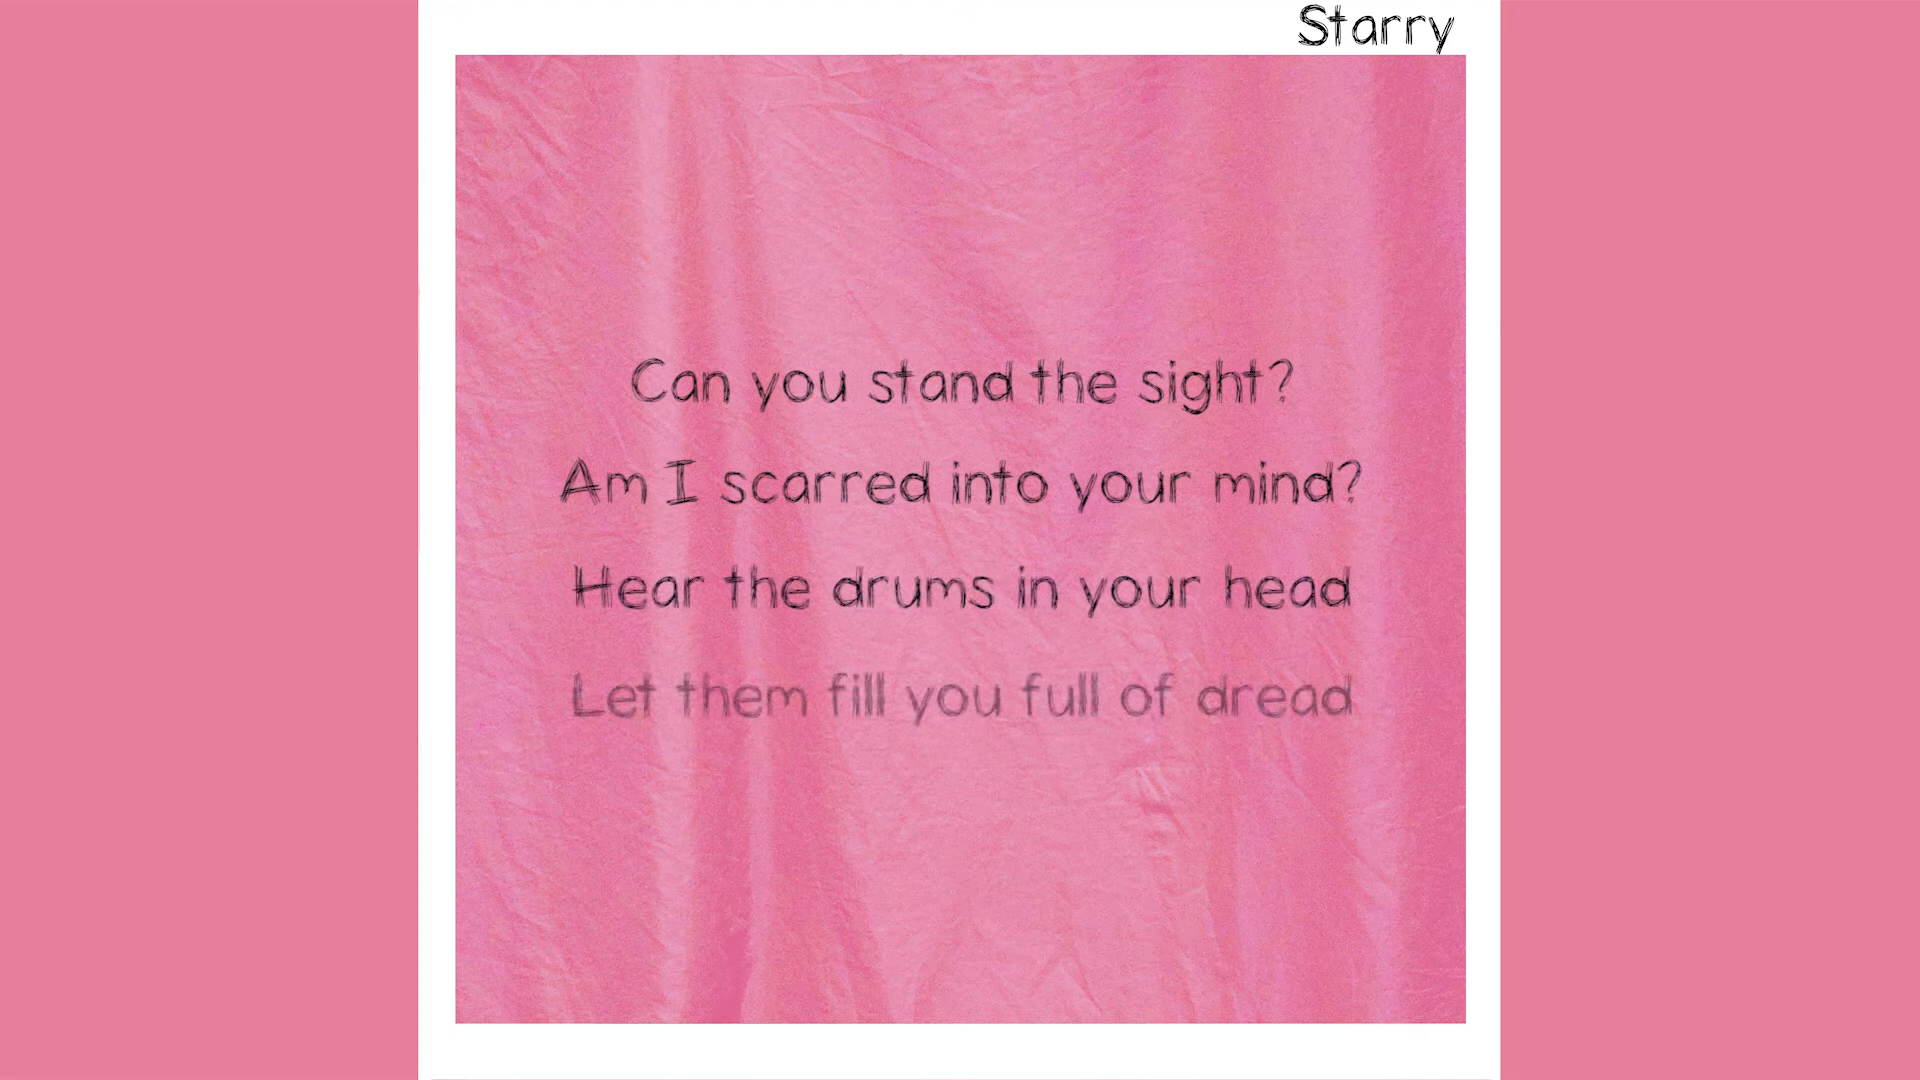 Starry
Can you stand the sight?
Am I scarred into your mind?
Hear the drums in your head
Let them fill you full of dread